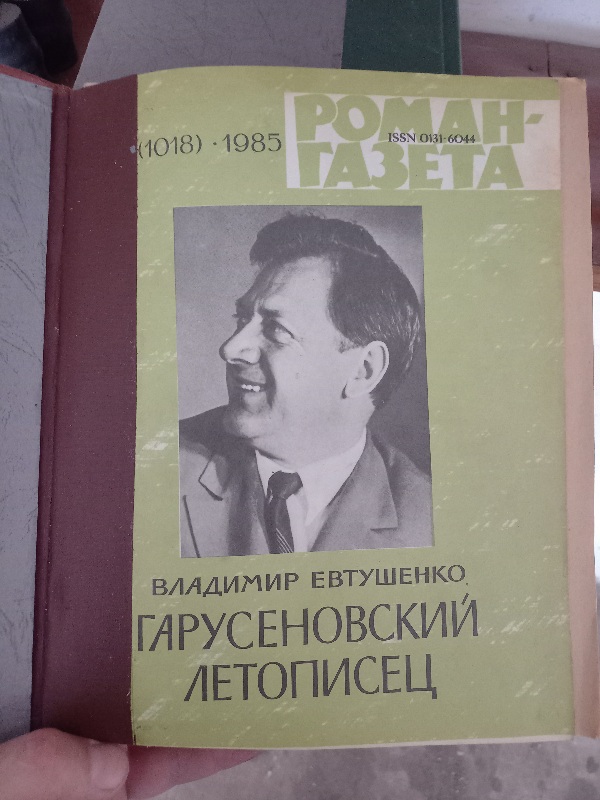 (1018) · 1985
РОМАН-
ISSN 0131-6044
ГАЗЕТА
ВЛАДИМИР ЕВТУШЕНКО
ГАРУСЕНОВСКИЙ
ЛЕТОПИСЕЦ